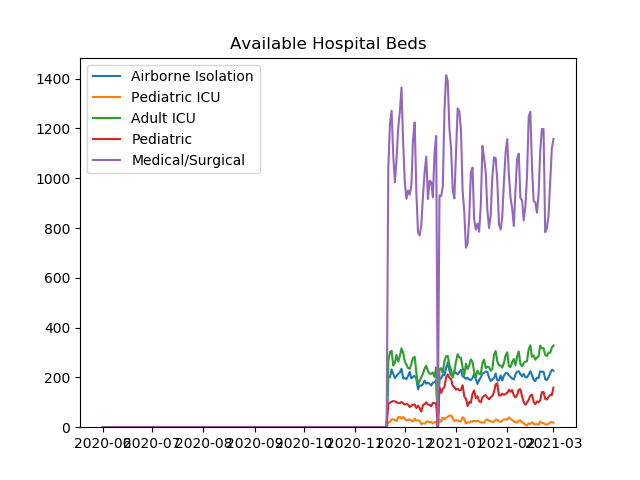 Available Hospital Beds
Airborne Isolation
Pediatric ICU
Adult ICU
Pediatric
Medical/Surgical
1400
1200
1000
800
600
400
200
0
2020-06 2020-07 2020-08 2020-09 2020-10 2020-11 2020-12 2021-01 2021-02 2021-03